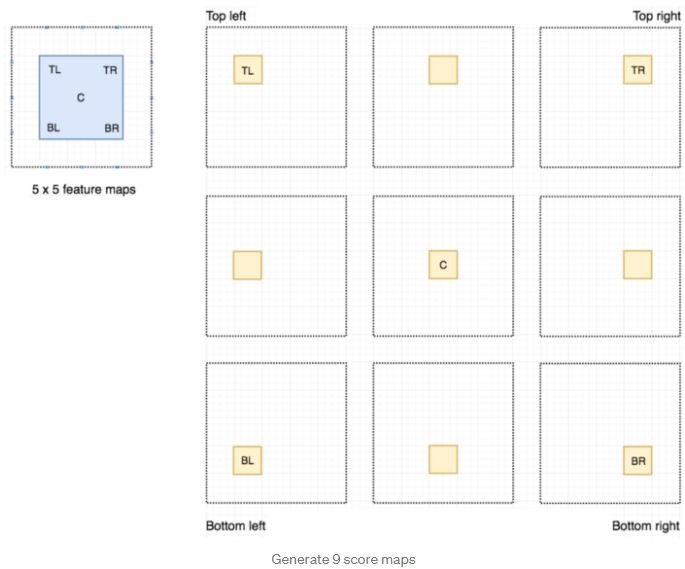 TL TR
C
BL BR
5 x 5 feature maps
Top left
Top right
TL
TR
C
BL
BR
Bottom left
Bottom right
Generate 9 score maps